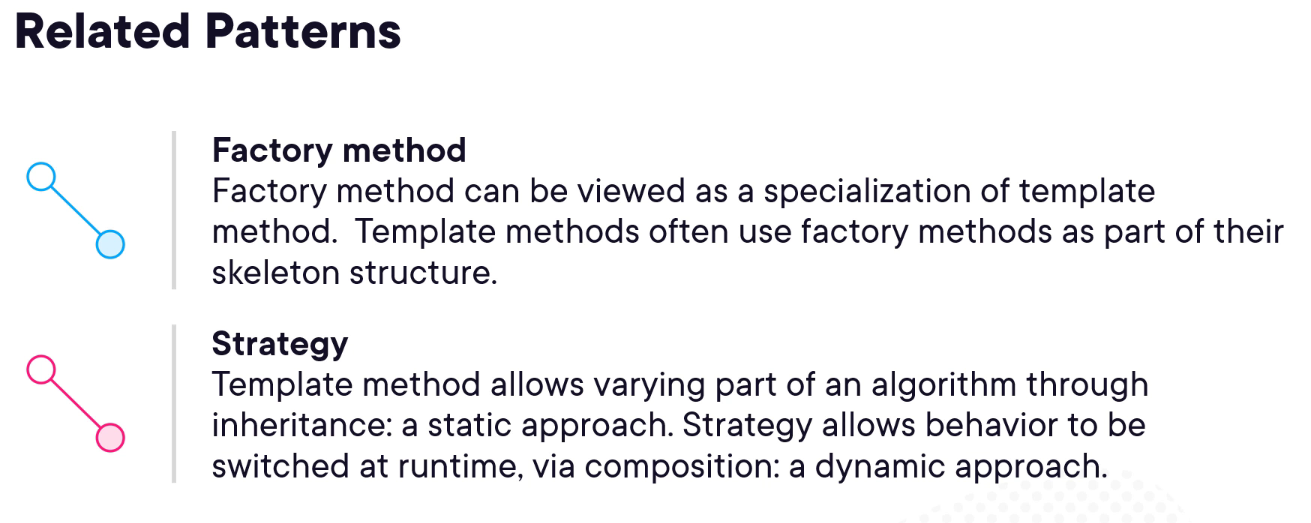 Related Patterns
Factory method
Factory method can be viewed as a specialization of template
method.  Template methods often use factory methods as part of their
skeleton structure.
Strategy
Template method allows varying part of an algorithm through
inheritance: a static approach. Strategy allows behavior to be
switched at runtime, via composition: a dynamic approach.